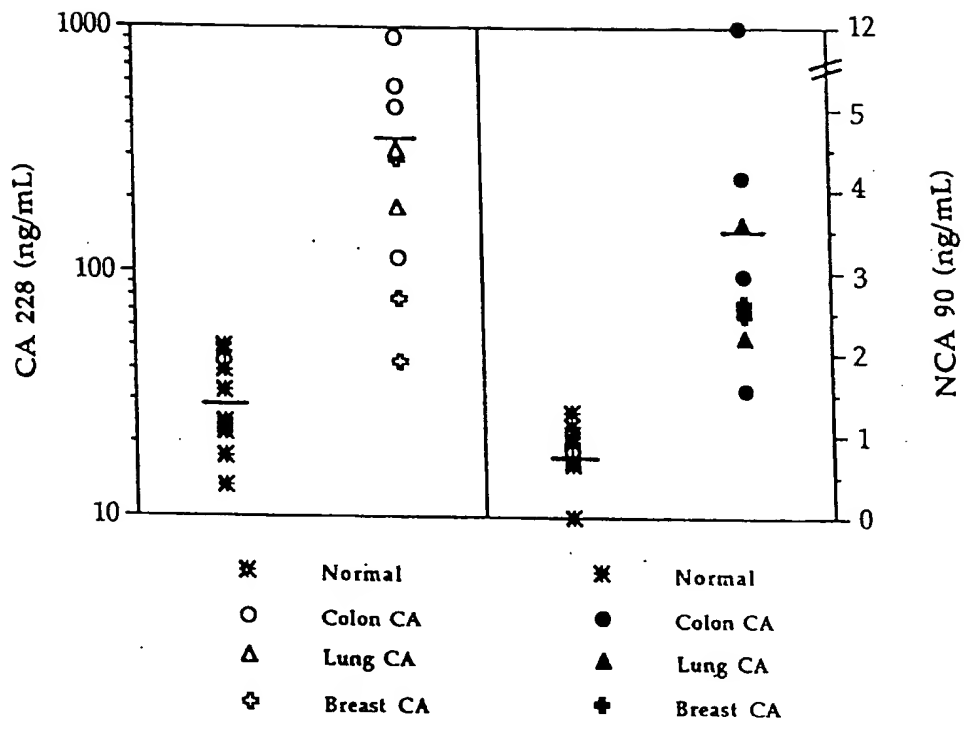 1000
100
10
CA 228 (ng/mL)
12
5
4
3
2
1
0
NCA 90 (ng/mL)
Normal
Colon CA
Lung CA
Breast CA
Normal
Colon CA
Lung CA
Breast CA